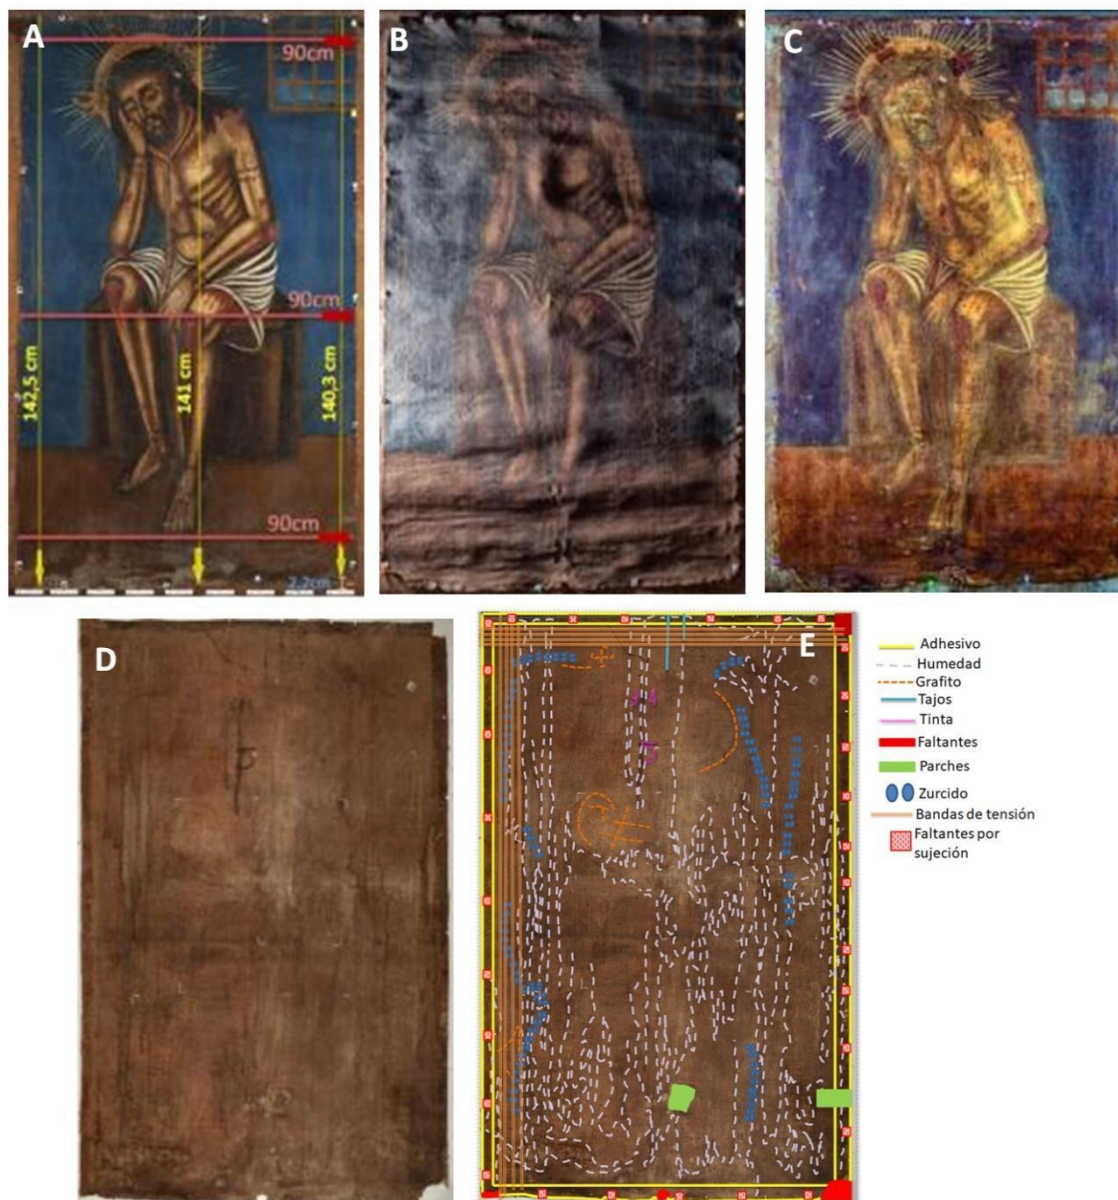 A
B
C
90cm
90cm
142,5 cm
141 cm
140,3 cm
90cm
2,2cm
D
E
Adhesivo
Humedad
Grafito
Tajos
Tinta
Faltantes
Parches
Zurcido
Bandas de tensión
Faltantes por
sujeción